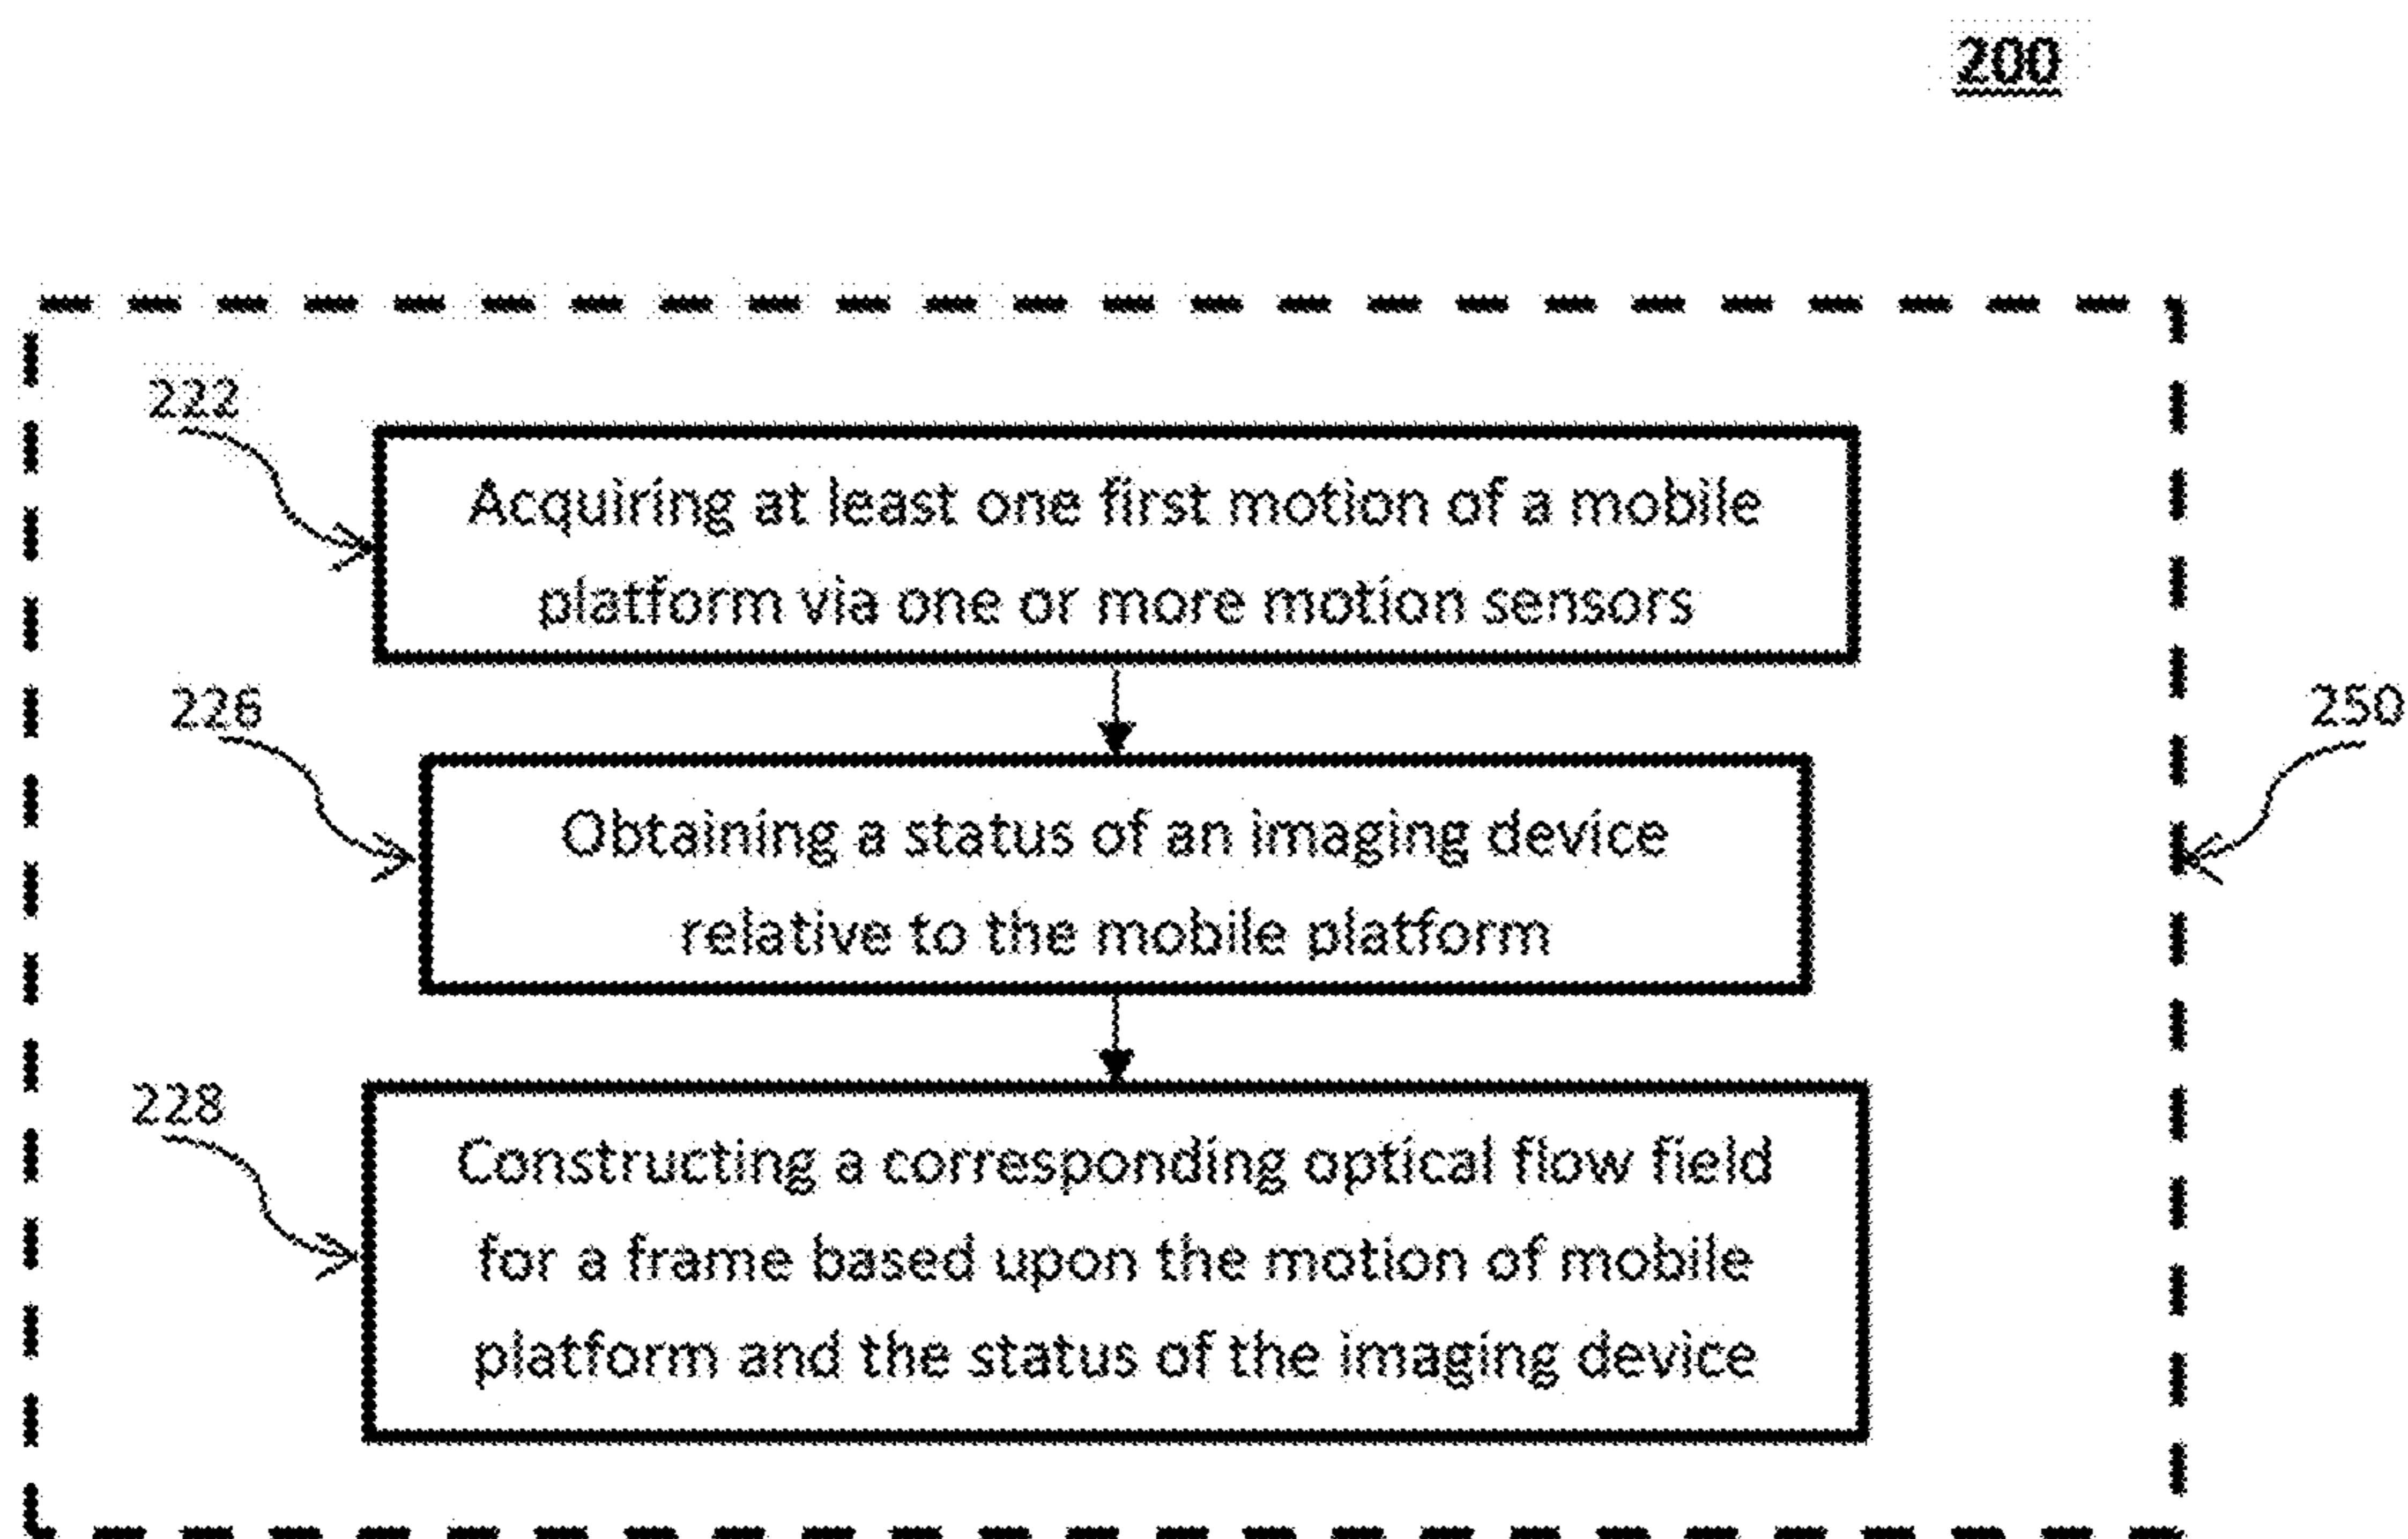 200
222
Acquiring at least one first motion of a mobile
platform via one or more motion sensors
226
250
Obtaining a status of an imaging device
relative to the mobile platform
228
Constructing a corresponding optical flow field
for a frame based upon the motion of mobile
platform and the status of the imaging device